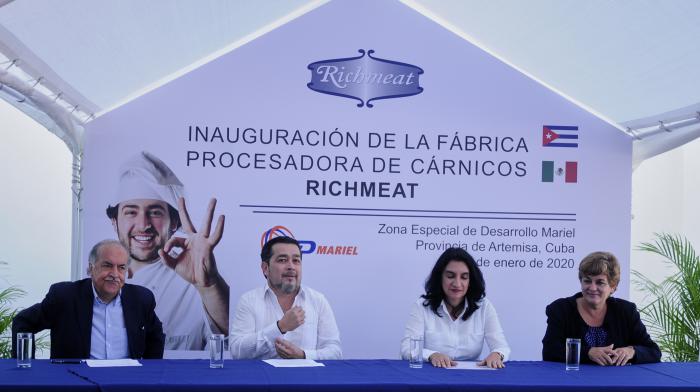 Richmeat
INAUGURACIÓN DE LA FÁBRICA
PROCESADORA DE CÁRNICOS
RICHMEAT
Zona Especial de Desarrollo Mariel
Provincia de Artemisa, Cuba
de enero de 2020
MARIEL